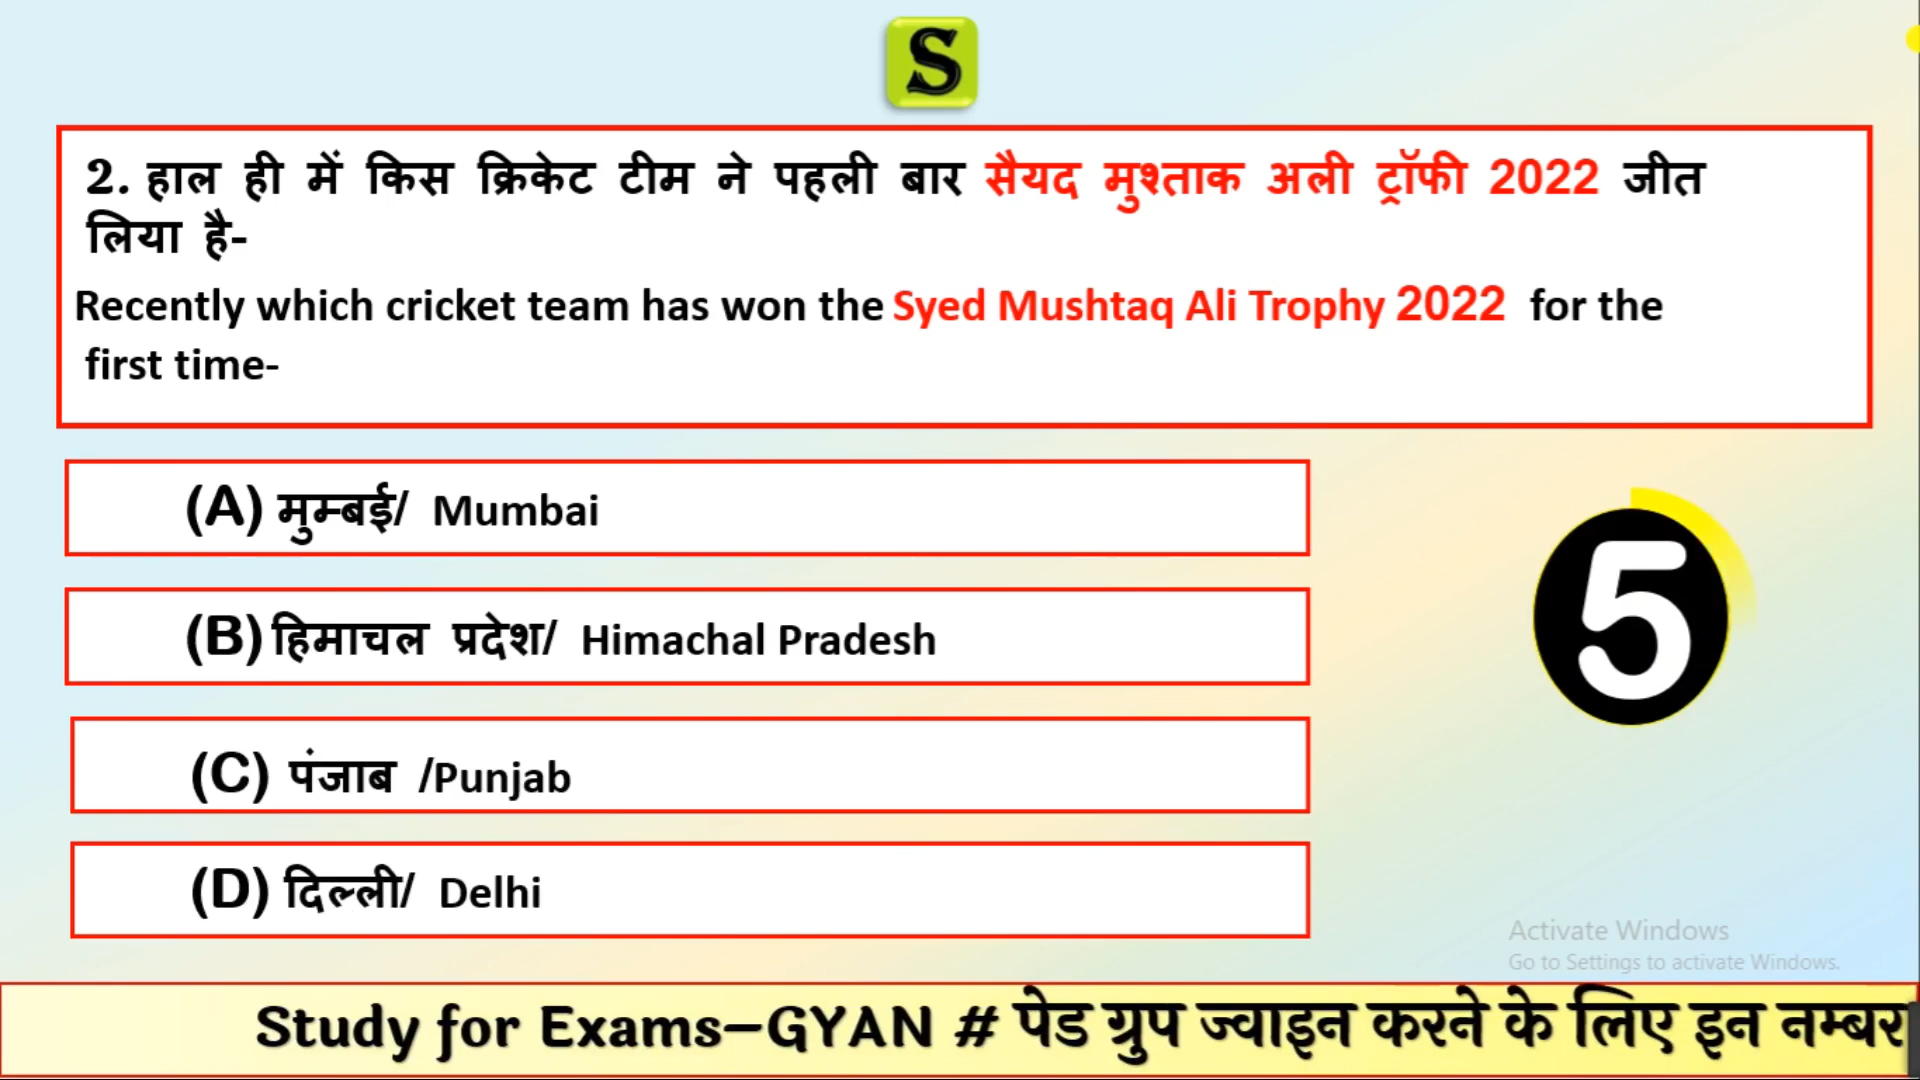 S
2. हाल ही में किस क्रिकेट टीम ने पहली बार सैयद मुश्ताक अली ट्रॉफी 2022 जीत
लिया है-
Recently which cricket team has won the Syed Mushtaq Ali Trophy 2022 for the
first time-
(A) मुम्बई/ Mumbai
(B) हिमाचल प्रदेश/ Himachal Pradesh
(C) पंजाब /Punjab
(D) दिल्ली/ Delhi
5
Activate Windows
Go to Settings to activate Windows.
Study for Exams–GYAN # पेड ग्रुप ज्वाइन करने के लिए इन नम्बर